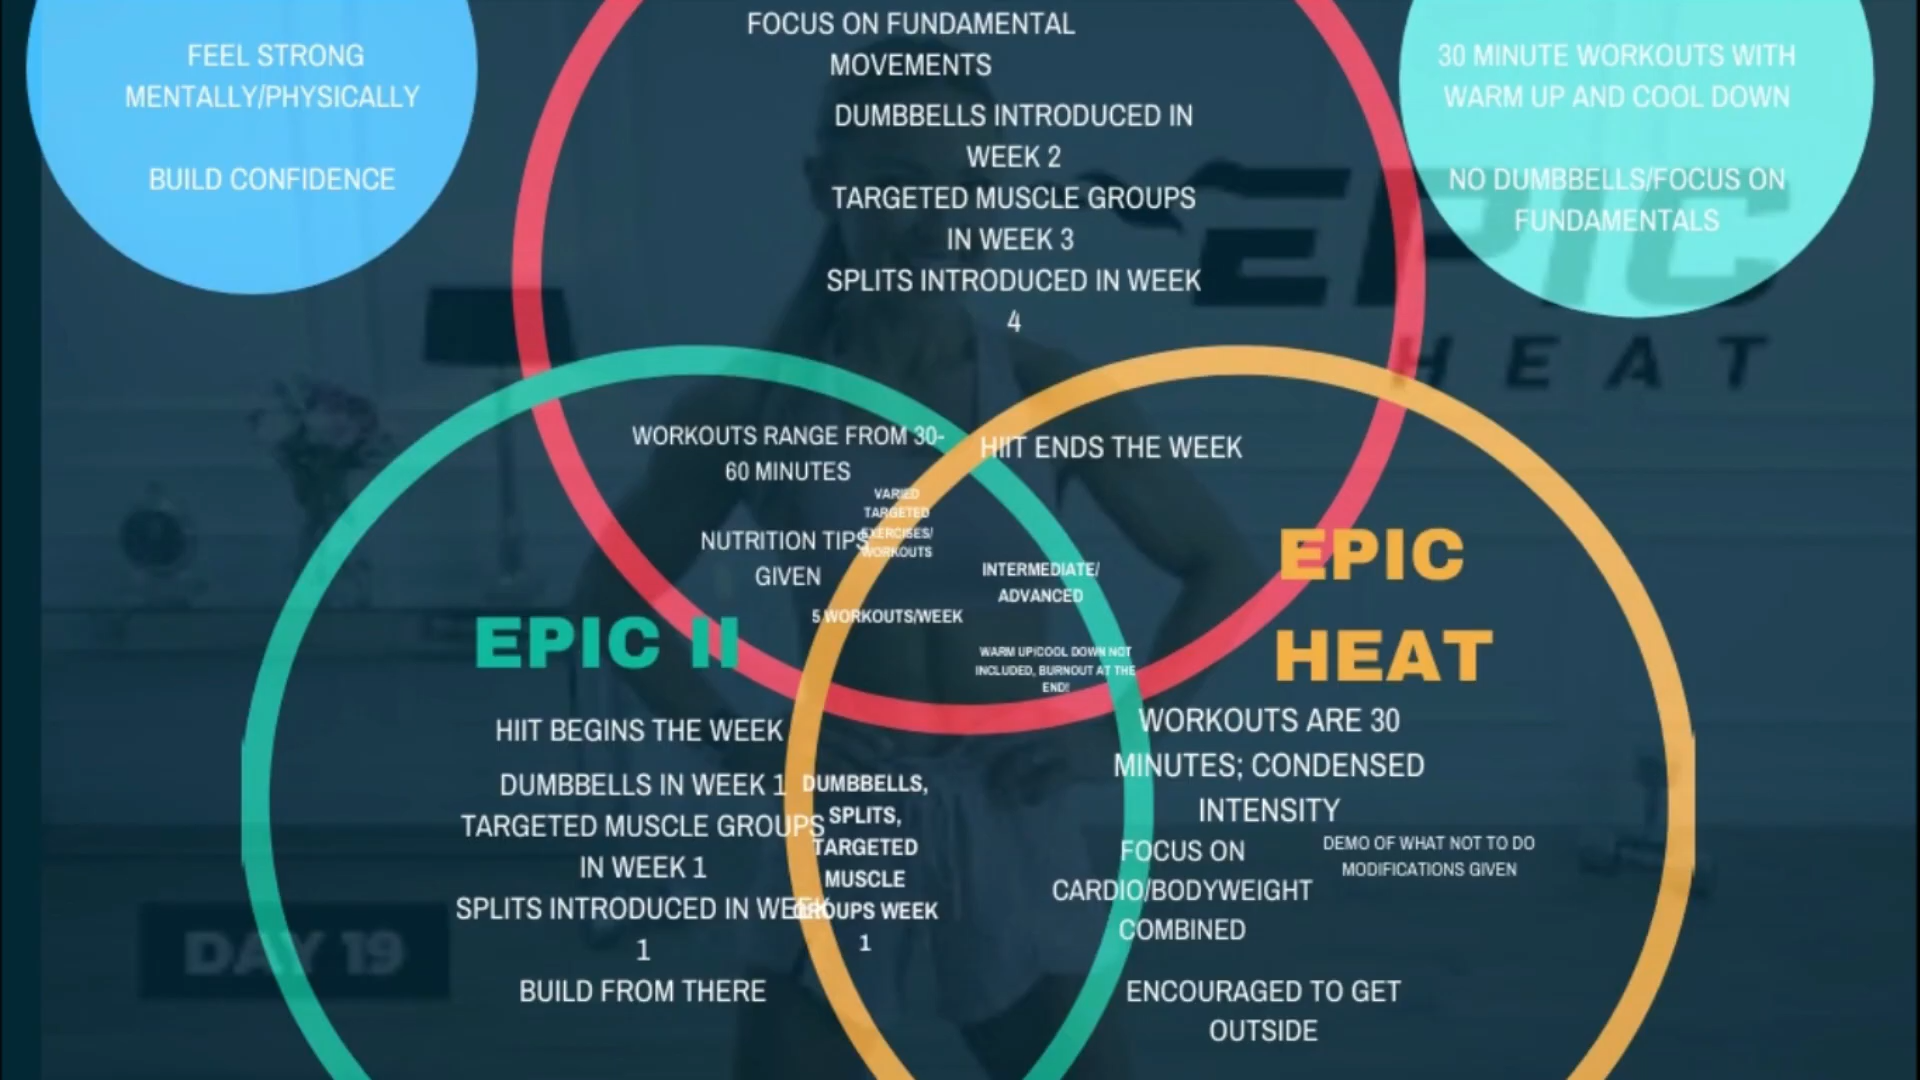 FEEL STRONG
MENTALLY/PHYSICALLY
BUILD CONFIDENCE
FOCUS ON FUNDAMENTAL
MOVEMENTS
DUMBBELLS INTRODUCED IN
WEEK 2
TARGETED MUSCLE GROUPS
IN WEEK 3
SPLITS INTRODUCED IN WEEK
4
30 MINUTE WORKOUTS WITH
WARM UP AND COOL DOWN
NO DUMBBELLS/FOCUS ON
FUNDAMENTALS
EPIC
HEAT
WORKOUTS RANGE FROM 30-
60 MINUTES
NUTRITION TIPS
GIVEN
HIIT ENDS THE WEEK
VARIED
TARGETED
EXERCISES/
WORKOUTS
5 WORKOUTS/WEEK
INTERMEDIATE/
ADVANCED
WARM UP/COOL DOWN NOT
INCLUDED, BURNOUT AT THE
END!
EPIC II
HIIT BEGINS THE WEEK
DUMBBELLS IN WEEK 1
TARGETED MUSCLE GROUPS
IN WEEK 1
SPLITS INTRODUCED IN WEEK
1
BUILD FROM THERE
DUMBBELLS,
SPLITS,
TARGETED
MUSCLE
GROUPS WEEK
1
EPIC
HEAT
WORKOUTS ARE 30
MINUTES; CONDENSED
INTENSITY
FOCUS ON
CARDIO/BODYWEIGHT
COMBINED
DEMO OF WHAT NOT TO DO
MODIFICATIONS GIVEN
ENCOURAGED TO GET
OUTSIDE
DAY 19